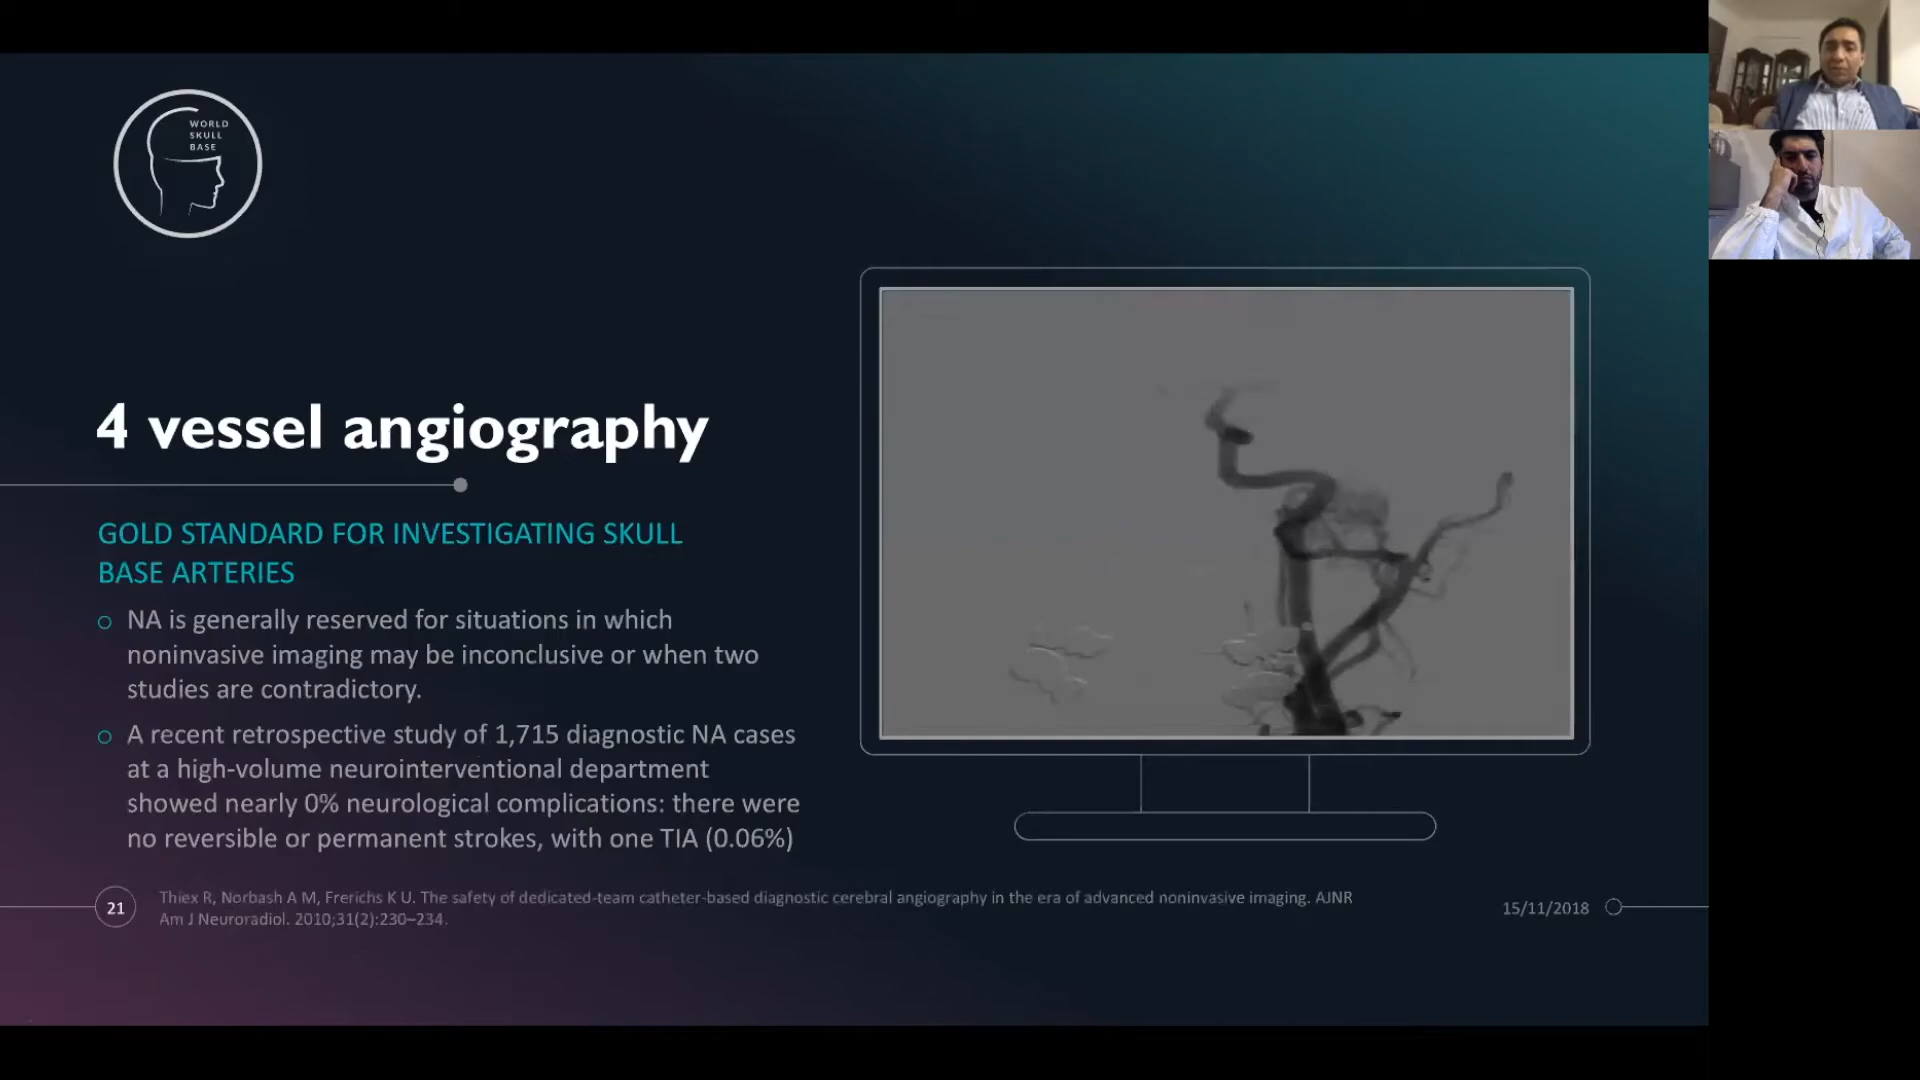 WORLD
SKULL
BASE
4 vessel angiography
GOLD STANDARD FOR INVESTIGATING SKULL
BASE ARTERIES
NA is generally reserved for situations in which
noninvasive imaging may be inconclusive or when two
studies are contradictory.
A recent retrospective study of 1,715 diagnostic NA cases
at a high-volume neurointerventional department
showed nearly 0% neurological complications: there were
no reversible or permanent strokes, with one TIA (0.06%)
21
Thiex R, Norbash A M, Frerichs K U. The safety of dedicated-team catheter-based diagnostic cerebral angiography in the era of advanced noninvasive imaging. AJNR
Am J Neuroradiol. 2010;31(2):230–234.
15/11/2018